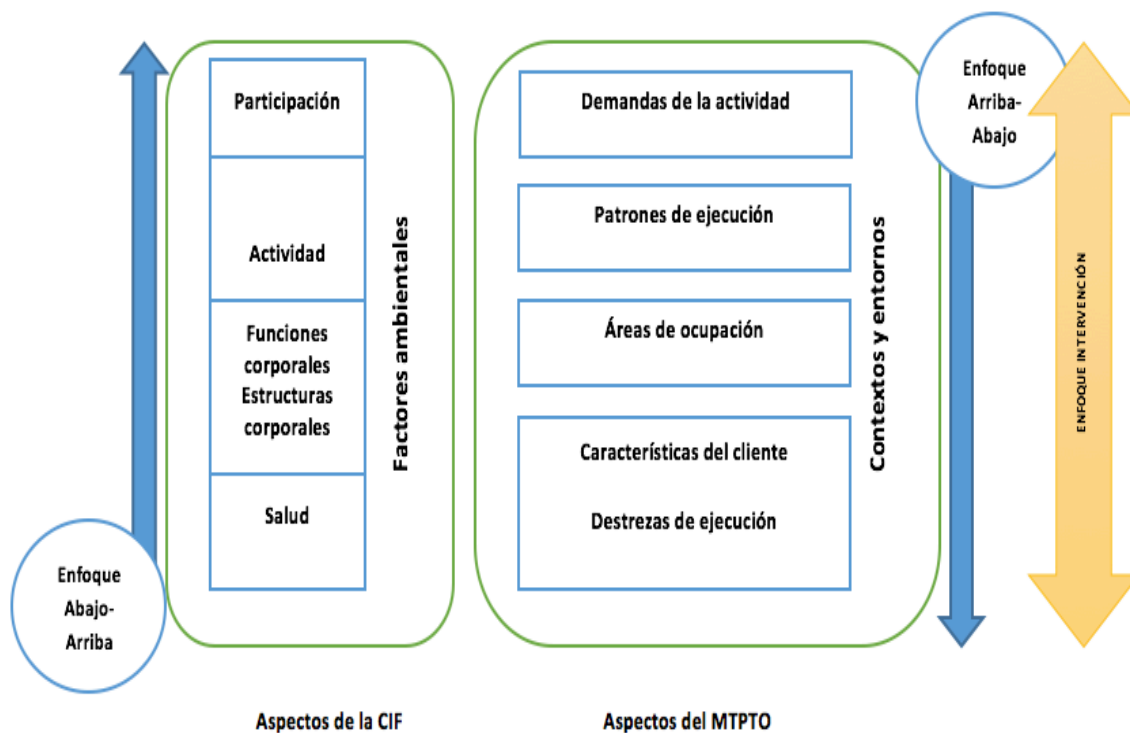 Participación
Actividad
Funciones
corporales
Estructuras
corporales
Salud
Factores ambientales
Enfoque
Abajo-
Arriba
Demandas de la actividad
Patrones de ejecución
Áreas de ocupación
Características del cliente
Destrezas de ejecución
Contextos y entornos
Enfoque
Arriba-
Abajo
ENFOQUE INTERVENCIÓN
Aspectos de la CIF
Aspectos del MTPTO